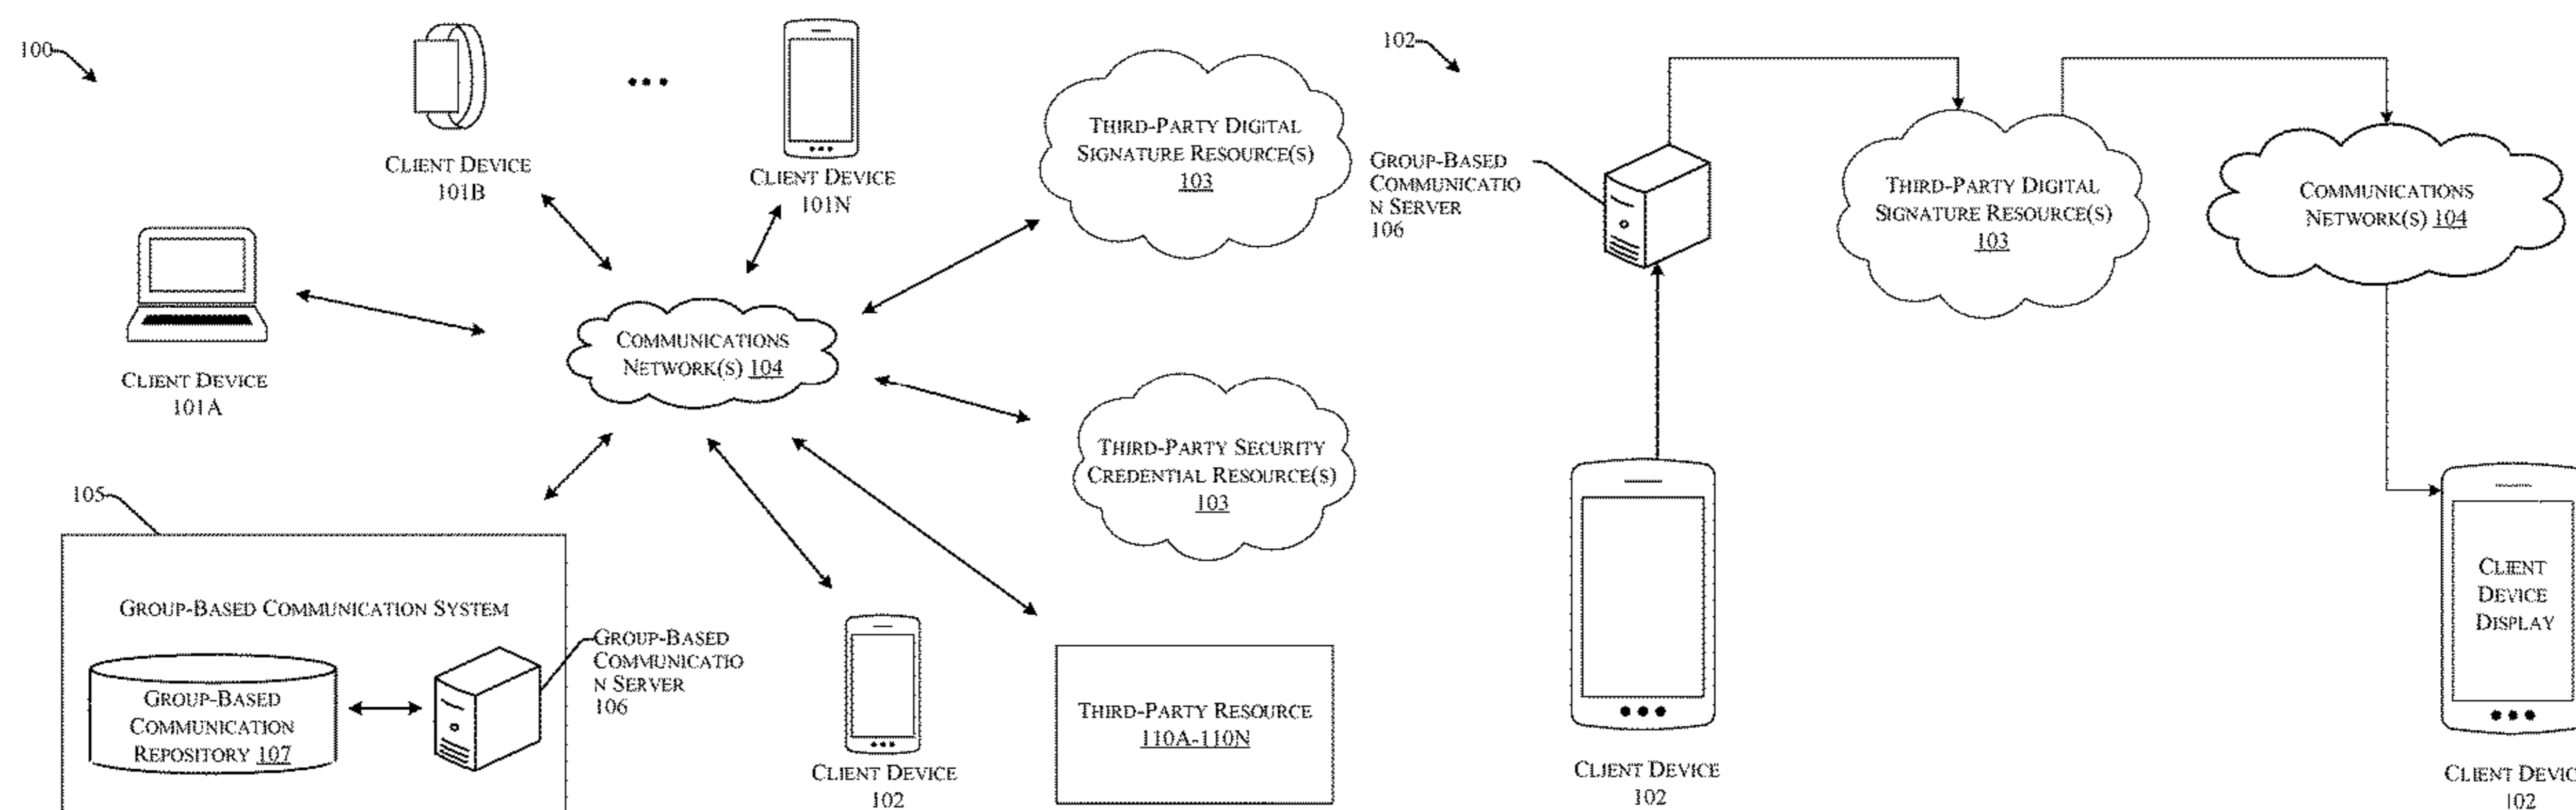 100
CLIENT DEVICE
101B
CLIENT DEVICE
101N
CLIENT DEVICE
101A
THIRD-PARTY DIGITAL
SIGNATURE RESOURCE(S)
103
COMMUNICATIONS
NETWORK(S) 104
THIRD-PARTY SECURITY
CREDENTIAL RESOURCE(S)
103
105
GROUP-BASED COMMUNICATION SYSTEM
GROUP-BASED
COMMUNICATION
REPOSITORY 107
GROUP-BASED
COMMUNICATIO
N SERVER
106
CLIENT DEVICE
102
THIRD-PARTY RESOURCE
110A-110N
102
GROUP-BASED
COMMUNICATIO
N SERVER
106
THIRD-PARTY DIGITAL
SIGNATURE RESOURCE(S)
103
COMMUNICATIONS
NETWORK(S) 104
CLIENT DEVICE
102
CLIENT
DEVICE
DISPLAY
CLIENT DEVIC
102